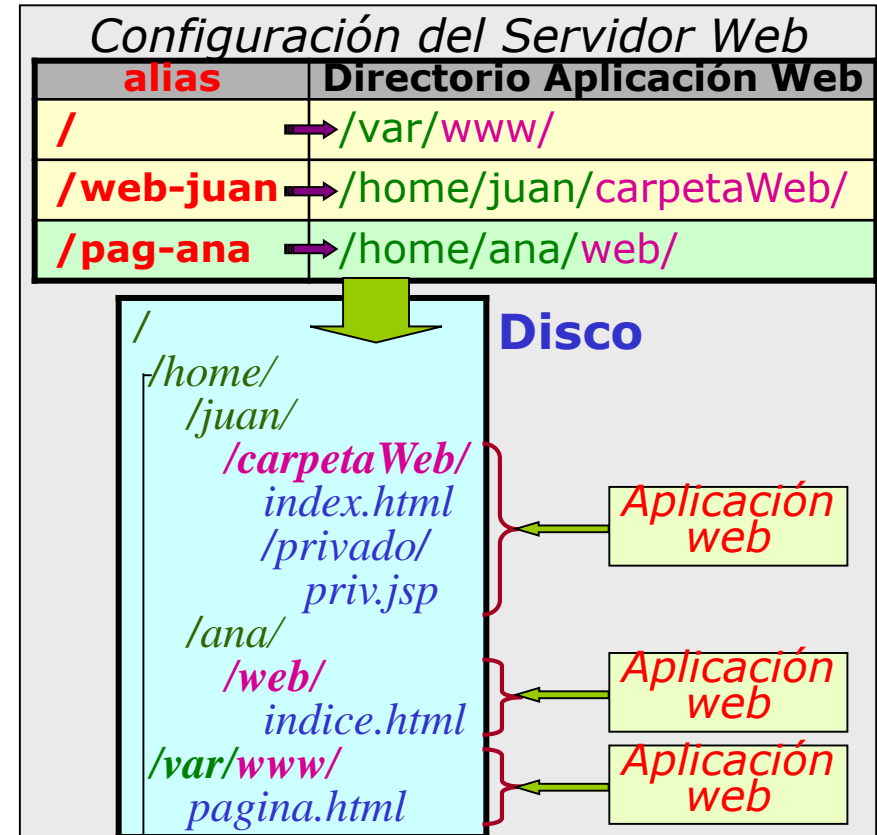 Configuración del Servidor Web
alias Directorio Aplicación Web
/ /var/www/
/web-juan /home/juan/carpetaWeb/
/pag-ana /home/ana/web/
Disco
/
/home/
/juan/
/carpetaWeb/
index.html
/privado/
priv.jsp
Aplicación
web
/ana/
/web/
indice.html
Aplicación
web
/var/www/
pagina.html
Aplicación
web